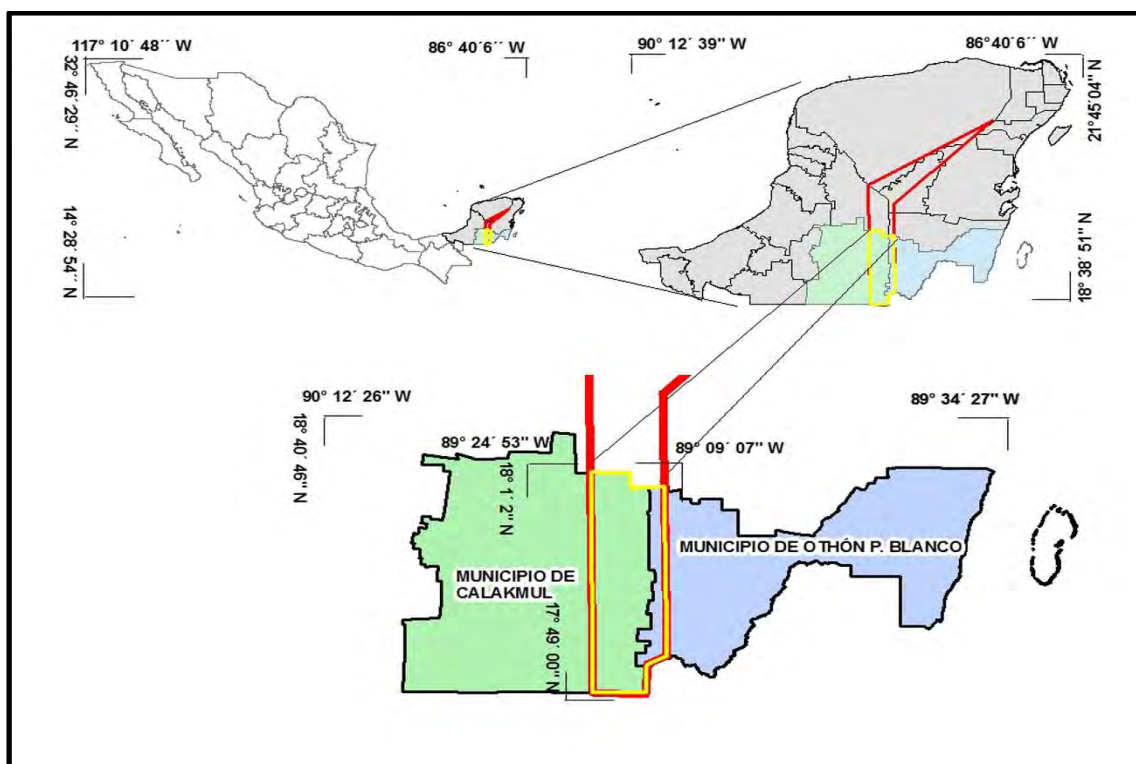 117° 10´ 48´´ W
86° 40´ 6´´ W
32° 46´29´´ N
14° 28´ 54´´ N
90° 12´ 39" W
86° 40´ 6´´ W
21°45´04´´ N
18° 38´ 51" N
90° 12´ 26" W
18° 40´ 46" N
89° 34´ 27" W
89° 24´ 53" W
89° 09´ 07" W
18° 1´ 2" N
MUNICIPIO DE OTHÓN P. BLANCO
MUNICIPIO DE
CALAKMUL
17° 49´ 00" N